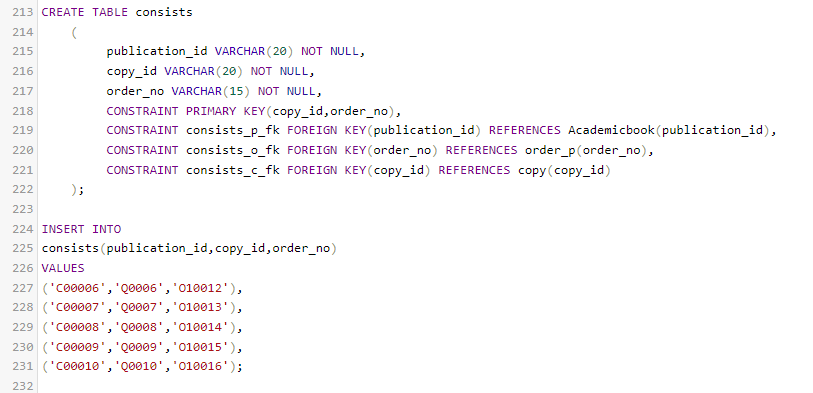 213 CREATE TABLE consists
214 (
215 publication_id VARCHAR(20) NOT NULL,
216 copy_id VARCHAR(20) NOT NULL,
217 order_no VARCHAR(15) NOT NULL,
218 CONSTRAINT PRIMARY KEY(copy_id,order_no),
219 CONSTRAINT consists_p_fk FOREIGN KEY(publication_id) REFERENCES Academicbook(publication_id),
220 CONSTRAINT consists_o_fk FOREIGN KEY(order_no) REFERENCES order_p(order_no),
221 CONSTRAINT consists_c_fk FOREIGN KEY(copy_id) REFERENCES copy(copy_id)
222 );
223
224 INSERT INTO
225 consists(publication_id,copy_id,order_no)
226 VALUES
227 ('C00006','Q0006','O10012'),
228 ('C00007','Q0007','O10013'),
229 ('C00008','Q0008','O10014'),
230 ('C00009','Q0009','O10015'),
231 ('C00010','Q0010','O10016');
232